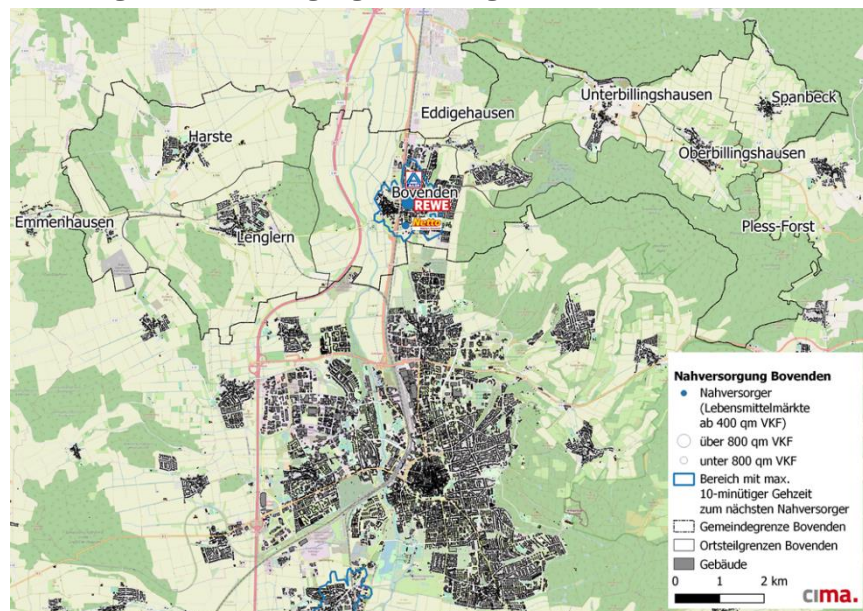 Unterbillingshausen
Spanbeck
Eddigehausen
Harste
Oberbillingshausen
Bovenden
REWE
Netto
Emmenhausen
Lenglern
Pless-Forst
Nahversorgung Bovenden
Nahversorger
(Lebensmittelmärkte
ab 400 qm VKF)
über 800 qm VKF
unter 800 qm VKF
Bereich mit max.
10-minütiger Gehzeit
zum nächsten Nahversorger
Gemeindegrenze Bovenden
Ortsteilgrenzen Bovenden
Gebäude
0 1 2 km
cima.